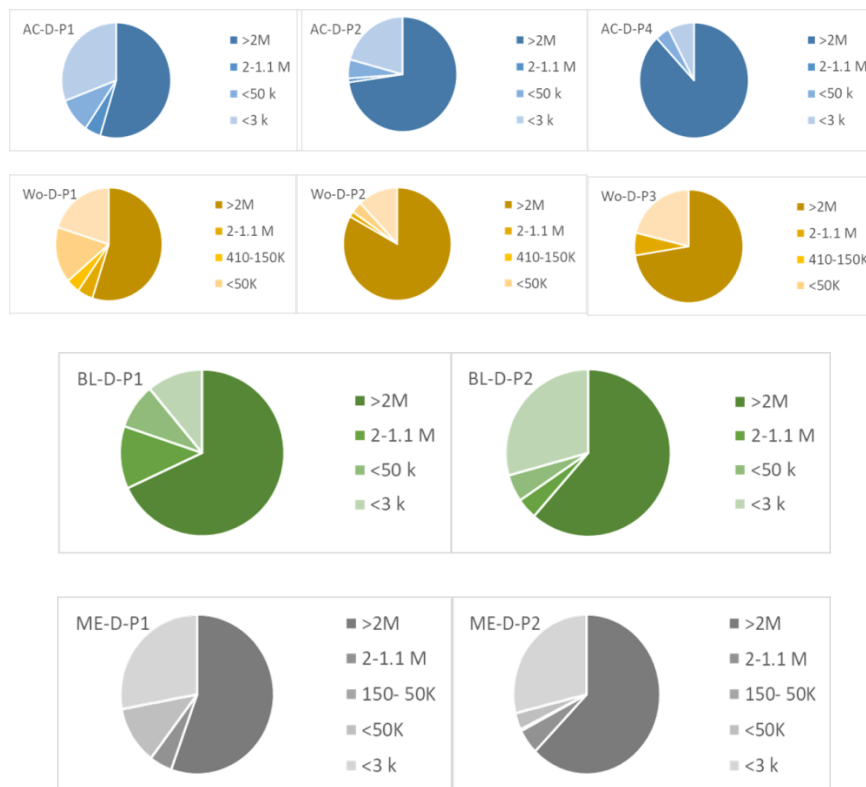 AC-D-P1
>2M
2-1.1 M
<50 k
<3 k
AC-D-P2
>2M
2-1.1 M
<50 k
<3 k
AC-D-P4
>2M
2-1.1 M
<50 k
<3 k
Wo-D-P1
>2M
2-1.1 M
410-150K
<50K
Wo-D-P2
>2M
2-1.1 M
410-150K
<50K
Wo-D-P3
>2M
2-1.1 M
410-150K
<50K
BL-D-P1
>2M
2-1.1 M
<50 k
<3 k
BL-D-P2
>2M
2-1.1 M
<50 k
<3 k
ME-D-P1
>2M
2-1.1 M
150- 50K
<50K
<3 k
ME-D-P2
>2M
2-1.1 M
150- 50K
<50K
<3 k